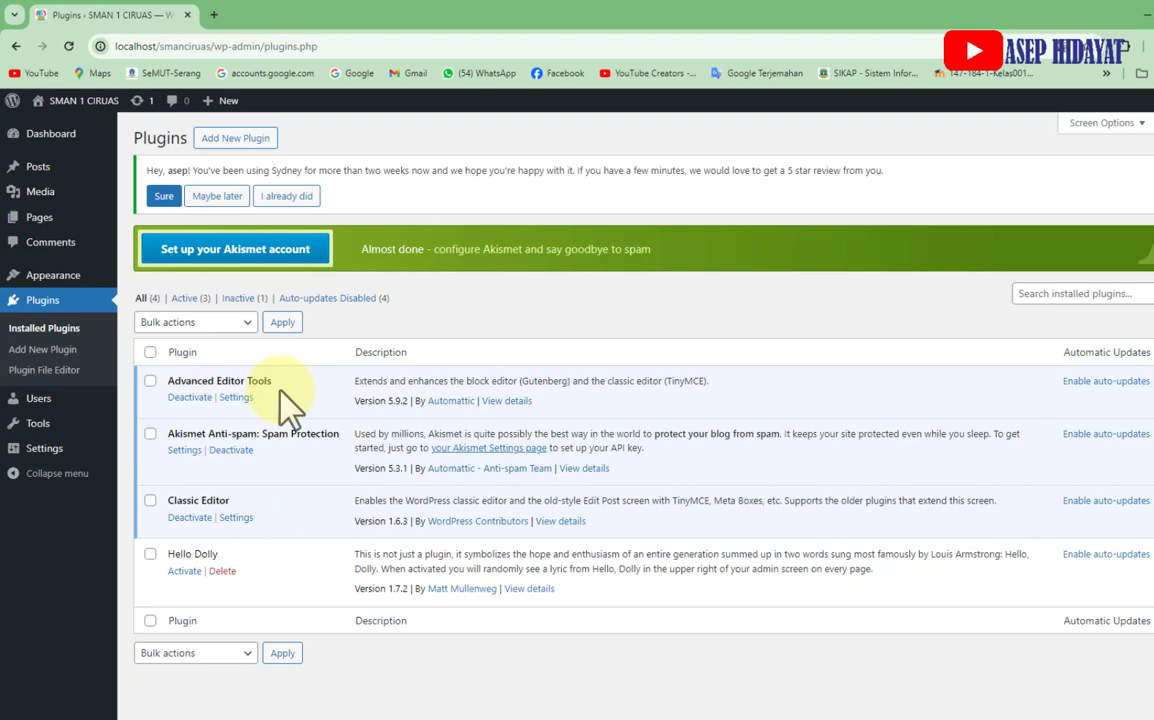 Plugins ‹ SMAN 1 CIRUAS — W
localhost/smanciruas/wp-admin/plugins.php
ASEP HIDAYAT
YouTube Maps SeMUT-Serang accounts.google.com Google Gmail (54) WhatsApp Facebook YouTube Creators -... Google Terjemahan SIKAP - Sistem Infor... 147-184-1-Kelas001...
SMAN 1 CIRUAS 1 0 + New
Screen Options
Dashboard
Posts
Media
Pages
Comments
Appearance
Plugins
Installed Plugins
Add New Plugin
Plugin File Editor
Users
Tools
Settings
Collapse menu
Plugins Add New Plugin
Hey, asep! You've been using Sydney for more than two weeks now and we hope you're happy with it. If you have a few minutes, we would love to get a 5 star review from you.
Sure Maybe later I already did
Set up your Akismet account Almost done - configure Akismet and say goodbye to spam
All (4) | Active (3) | Inactive (1) | Auto-updates Disabled (4)
Search installed plugins...
Bulk actions Apply
Plugin Description Automatic Updates
Advanced Editor Tools Extends and enhances the block editor (Gutenberg) and the classic editor (TinyMCE). Enable auto-updates
Deactivate | Settings Version 5.9.2 | By Automattic | View details
Akismet Anti-spam: Spam Protection Used by millions, Akismet is quite possibly the best way in the world to protect your blog from spam. It keeps your site protected even while you sleep. To get Enable auto-updates
Settings | Deactivate started, just go to your Akismet Settings page to set up your API key.
Version 5.3.1 | By Automattic - Anti-spam Team | View details
Classic Editor Enables the WordPress classic editor and the old-style Edit Post screen with TinyMCE, Meta Boxes, etc. Supports the older plugins that extend this screen. Enable auto-updates
Deactivate | Settings Version 1.6.3 | By WordPress Contributors | View details
Hello Dolly This is not just a plugin, it symbolizes the hope and enthusiasm of an entire generation summed up in two words sung most famously by Louis Armstrong: Hello, Enable auto-updates
Activate | Delete Dolly. When activated you will randomly see a lyric from Hello, Dolly in the upper right of your admin screen on every page.
Version 1.7.2 | By Matt Mullenweg | View details
Plugin Description Automatic Updates
Bulk actions Apply